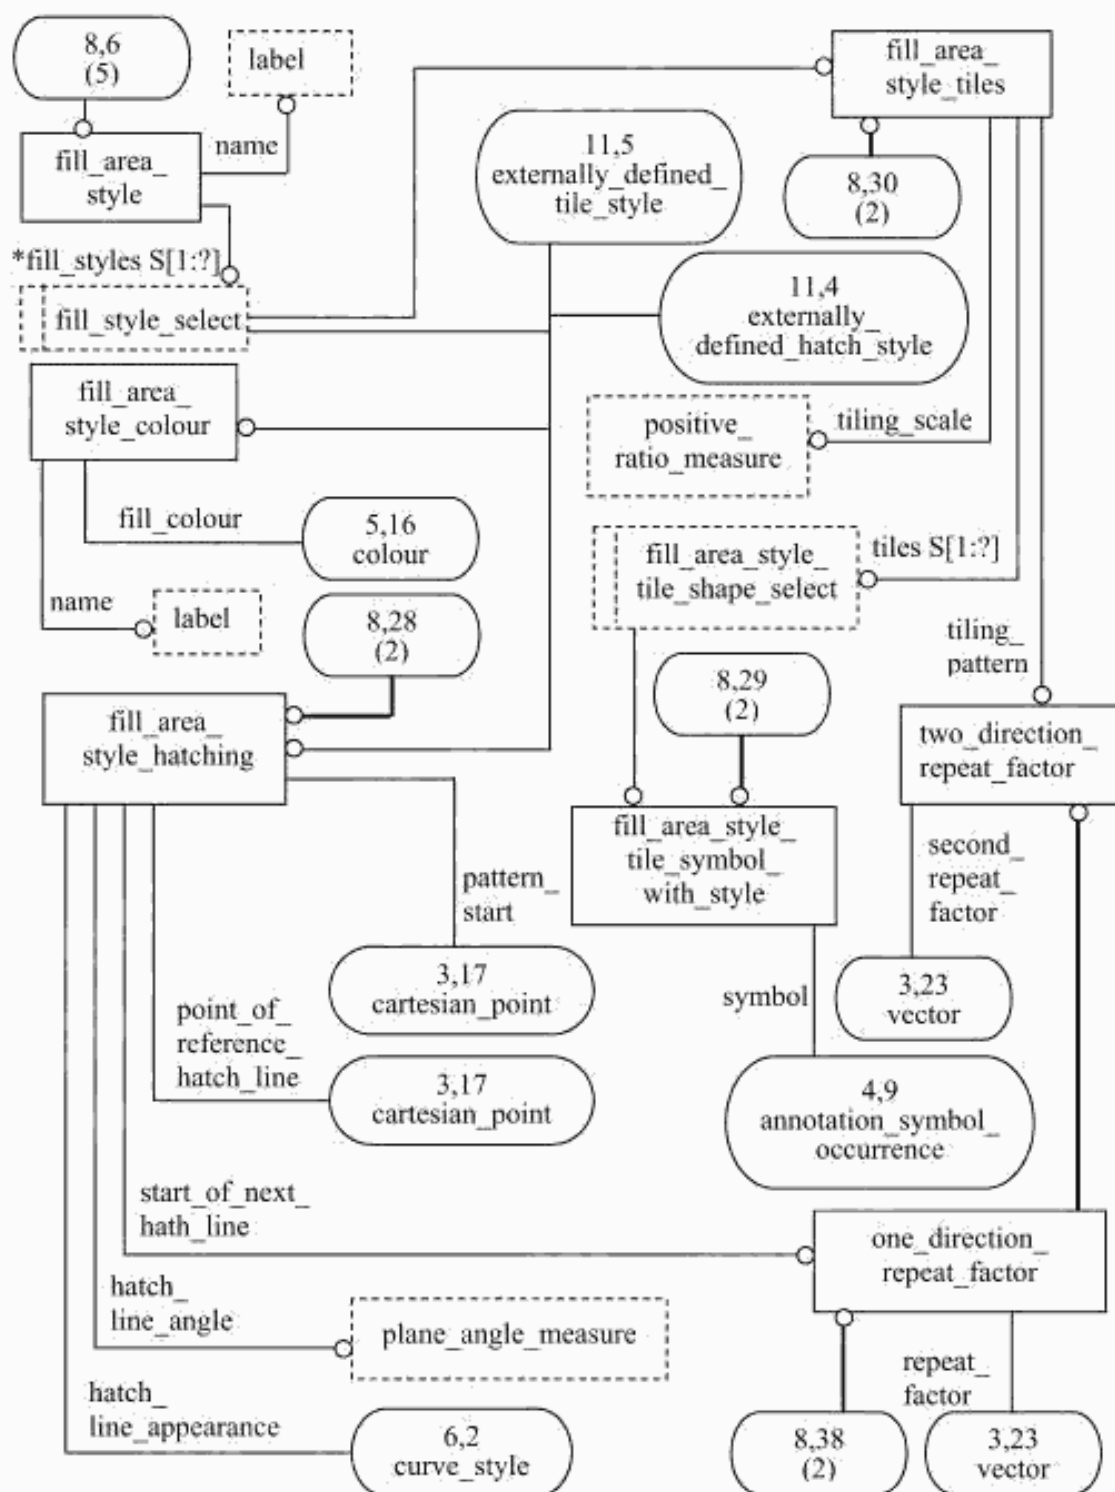 8,6
(5)
label
fill_area_
style_tiles
name
fill_area_
style
11,5
externally_defined_
tile_style
8,30
(2)
*fill_styles S[1:?]
fill_style_select
11,4
externally_
defined_hatch_style
fill_area_
style_colour
positive_
ratio_measure
tiling_scale
fill_colour
5,16
colour
fill_area_style_
tile_shape_select
tiles S[1:?]
name
label
8,28
(2)
tiling_
pattern
8,29
(2)
fill_area_
style_hatching
two_direction_
repeat_factor
fill_area_style_
tile_symbol_
with_style
second_
repeat_
factor
pattern_
start
3,17
cartesian_point
symbol
3,23
vector
point_of_
reference_
hatch_line
3,17
cartesian_point
4,9
annotation_symbol_
occurrence
start_of_next_
hath_line
one_direction_
repeat_factor
hatch_
line_angle
plane_angle_measure
repeat_
factor
hatch_
line_appearance
6,2
curve_style
8,38
(2)
3,23
vector